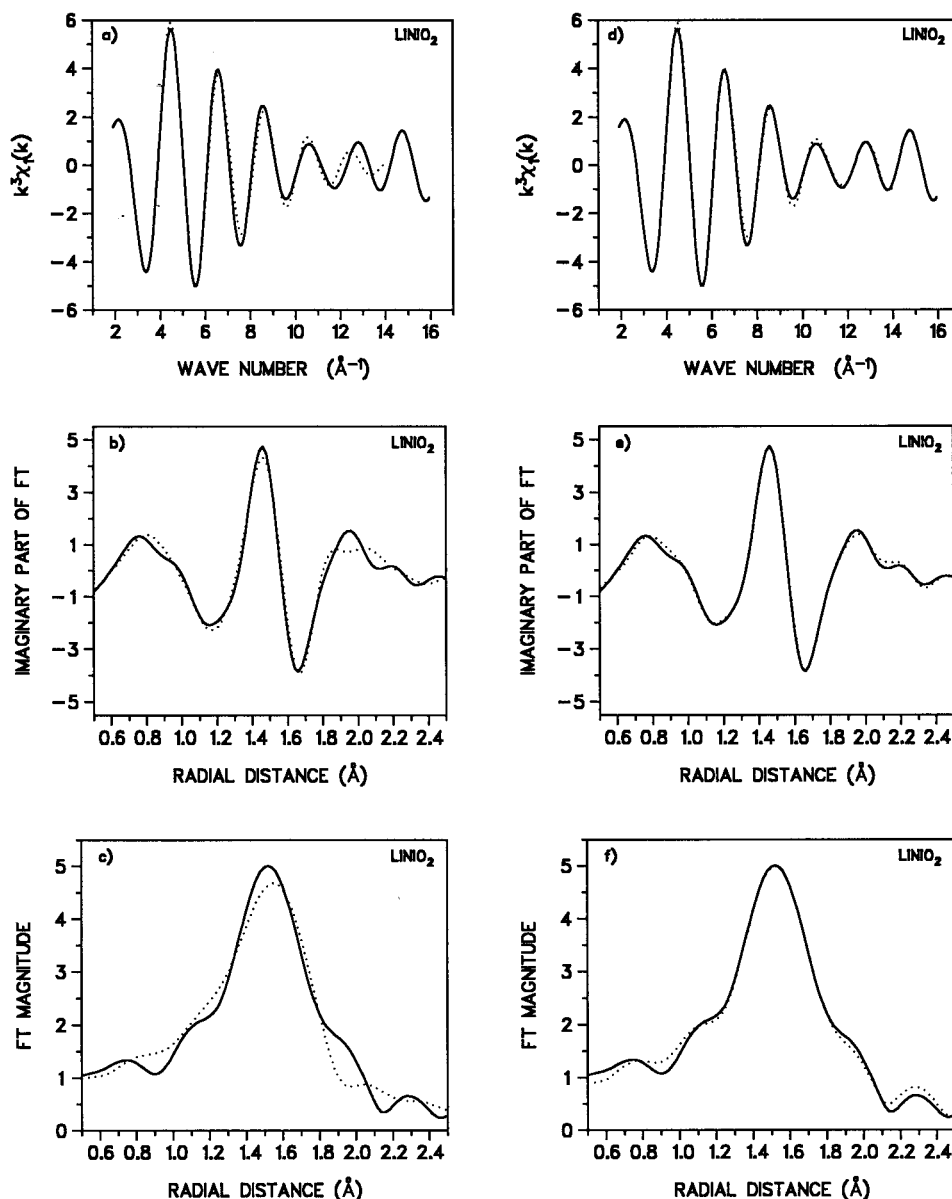 a) LINIO₂
6
4
2
0
−2
−4
−6
k³χ₁(k)
2 4 6 8 10 12 14 16
WAVE NUMBER (Å⁻¹)
d) LINIO₂
6
4
2
0
−2
−4
−6
k³χ₁(k)
2 4 6 8 10 12 14 16
WAVE NUMBER (Å⁻¹)
b) LINIO₂
5
3
1
−1
−3
−5
IMAGINARY PART OF FT
0.6 0.8 1.0 1.2 1.4 1.6 1.8 2.0 2.2 2.4
RADIAL DISTANCE (Å)
e) LINIO₂
5
3
1
−1
−3
−5
IMAGINARY PART OF FT
0.6 0.8 1.0 1.2 1.4 1.6 1.8 2.0 2.2 2.4
RADIAL DISTANCE (Å)
c) LINIO₂
5
4
3
2
1
0
FT MAGNITUDE
0.6 0.8 1.0 1.2 1.4 1.6 1.8 2.0 2.2 2.4
RADIAL DISTANCE (Å)
f) LINIO₂
5
4
3
2
1
0
FT MAGNITUDE
0.6 0.8 1.0 1.2 1.4 1.6 1.8 2.0 2.2 2.4
RADIAL DISTANCE (Å)